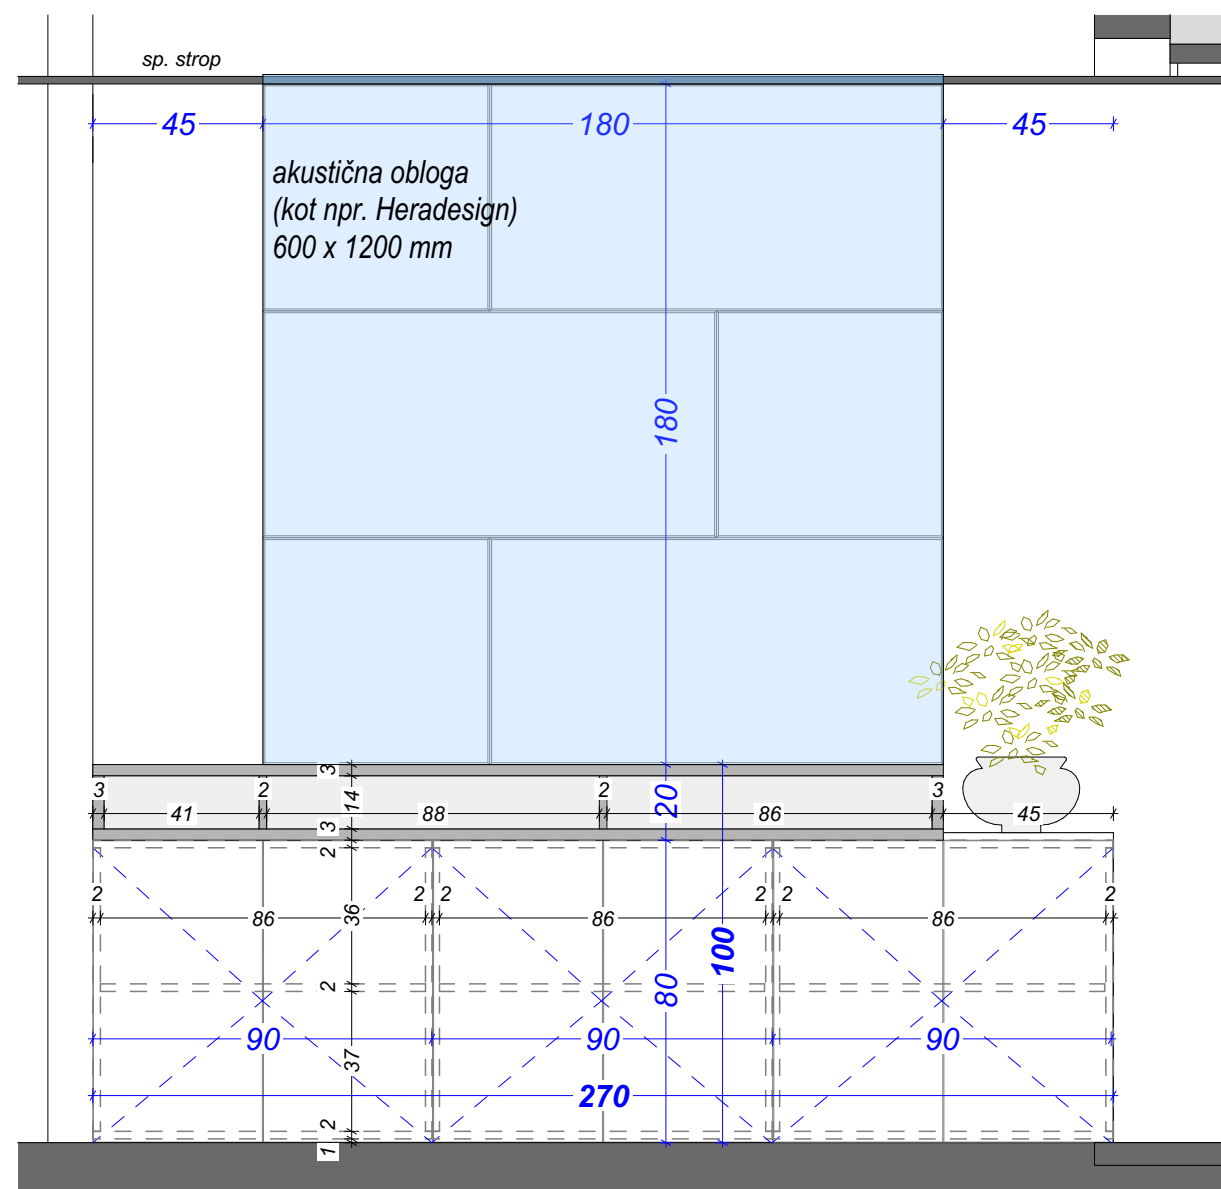 sp. strop
45 180 45
akustična obloga
(kot npr. Heradesign)
600 x 1200 mm
180
3
3 2 14 2 20 3
41 88 86 45
3
2
2 2 2 2 2 2
86 36 86 86
100
2 80
90 90 90
37
270
2
1